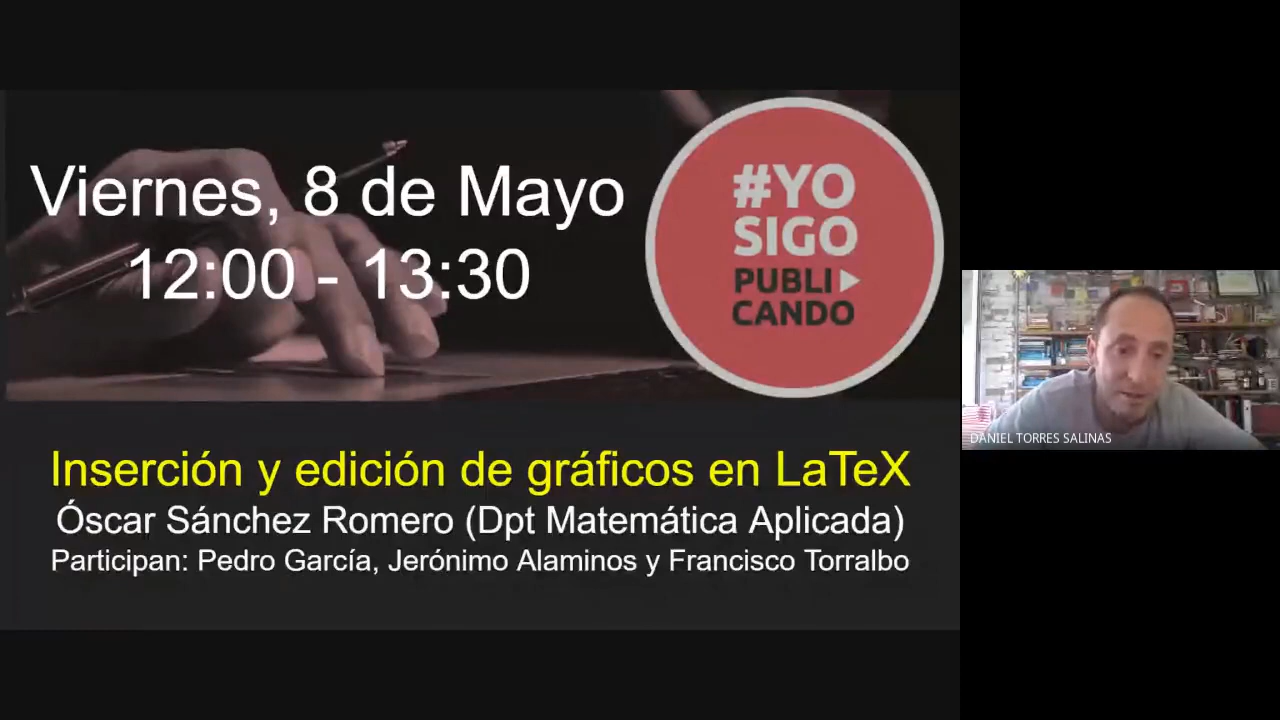 Viernes, 8 de Mayo
12:00 - 13:30
#YO
SIGO
PUBLI
CANDO
Inserción y edición de gráficos en LaTeX
Óscar Sánchez Romero (Dpt Matemática Aplicada)
Participan: Pedro García, Jerónimo Alaminos y Francisco Torralbo
DANIEL TORRES SALINAS